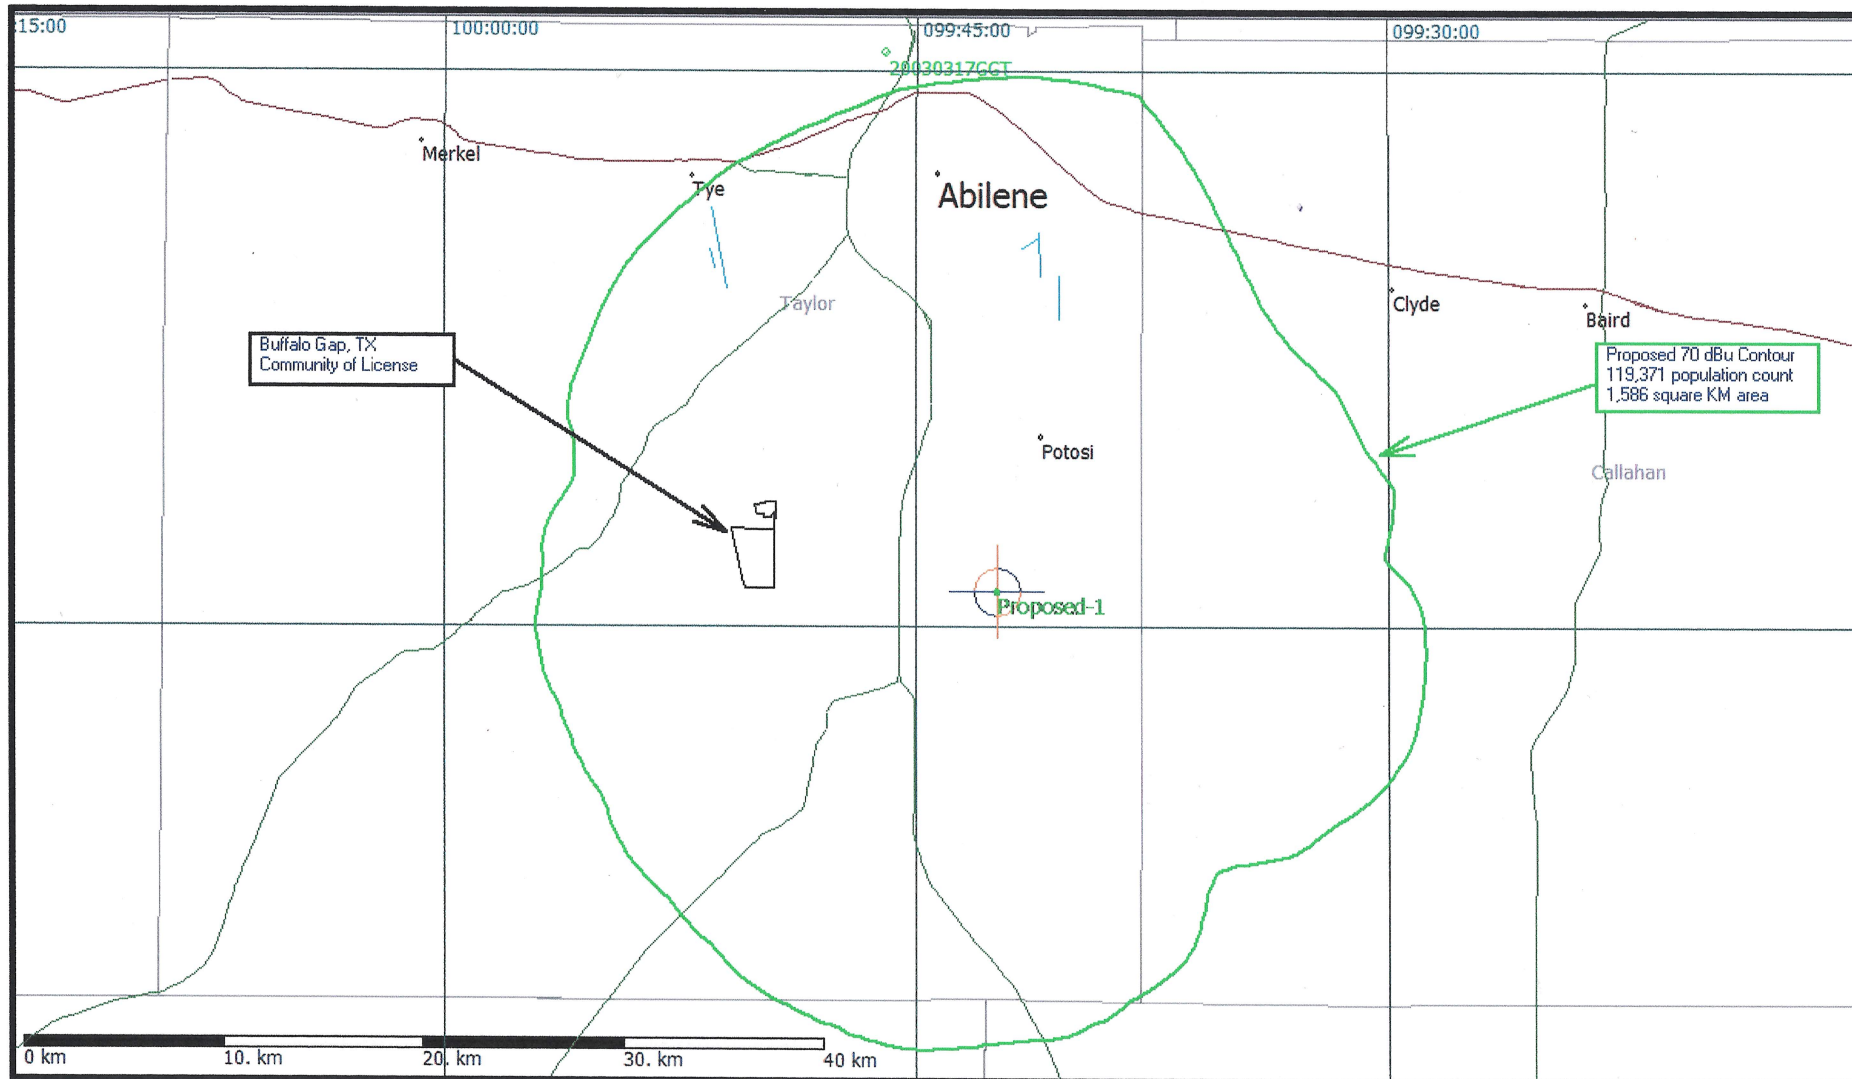 :15:00
100:00:00
099:45:00
099:30:00
20030317GGT
Merkel
Tye
Abilene
Taylor
Clyde
Baird
Buffalo Gap, TX
Community of License
Proposed 70 dBu Contour
119,371 population count
1,586 square KM area
Potosi
Callahan
Proposed-1
0 km
10. km
20. km
30. km
40 km